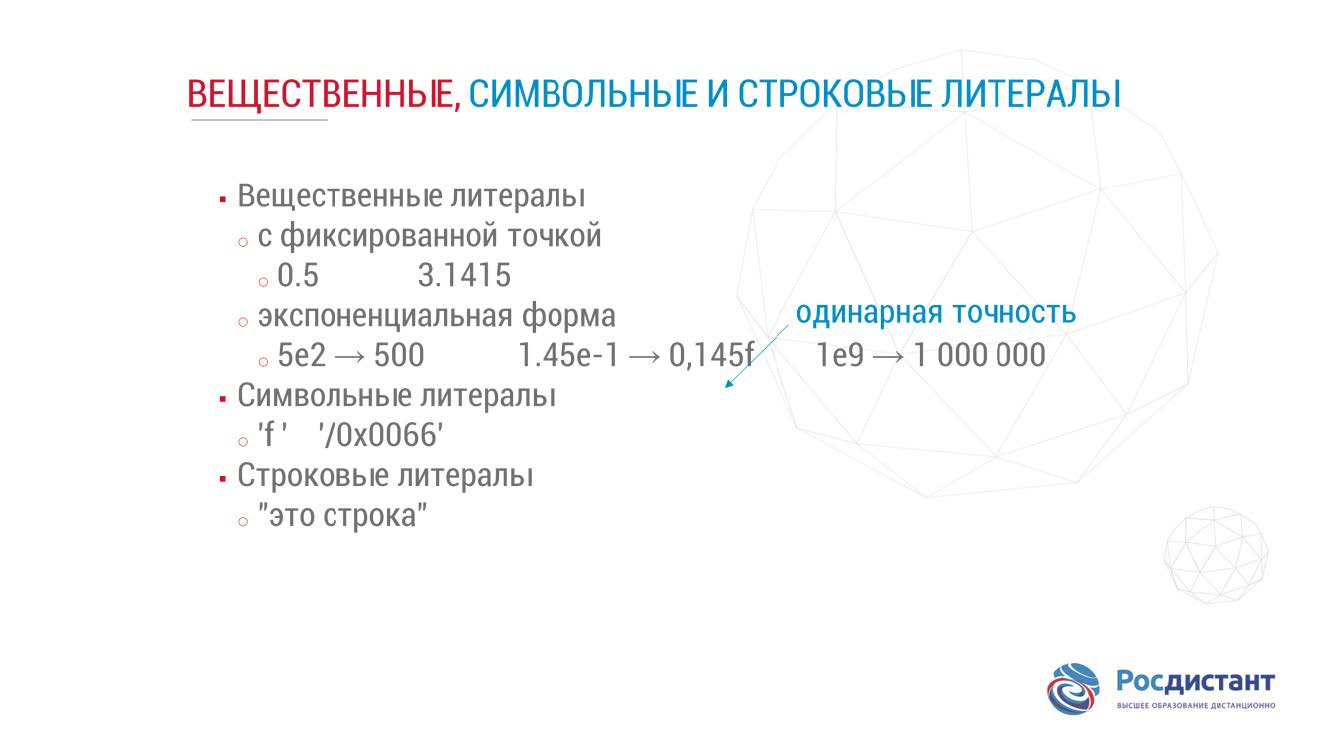 ВЕЩЕСТВЕННЫЕ, СИМВОЛЬНЫЕ И СТРОКОВЫЕ ЛИТЕРАЛЫ
Вещественные литералы
с фиксированной точкой
0.5 3.1415
экспоненциальная форма
одинарная точность
5e2 → 500 1.45e-1 → 0,145f 1e9 → 1 000 000
Символьные литералы
'f ' '/0x0066'
Строковые литералы
"это строка"
Росдистант
ВЫСШЕЕ ОБРАЗОВАНИЕ ДИСТАНЦИОННО